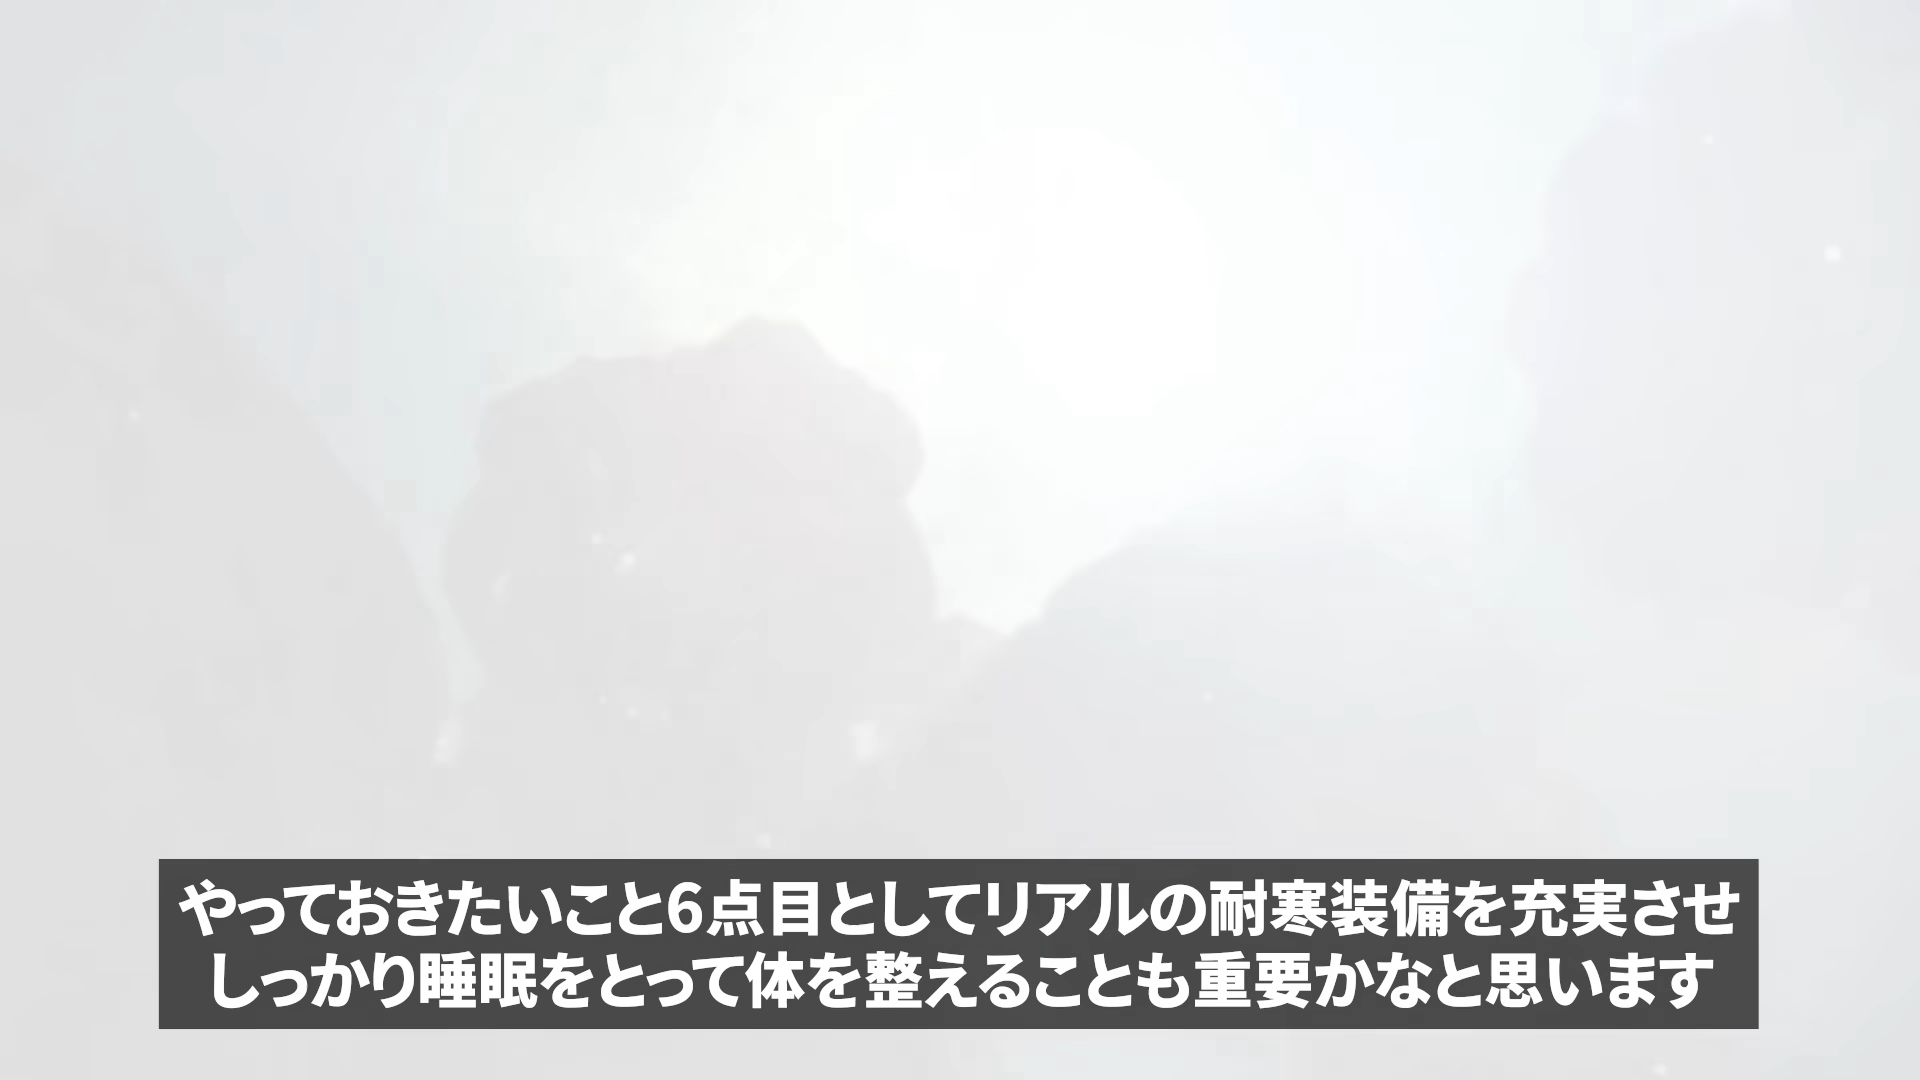 やっておきたいこと6点目としてリアルの耐寒装備を充実させ
しっかり睡眠をとって体を整えることも重要かなと思います